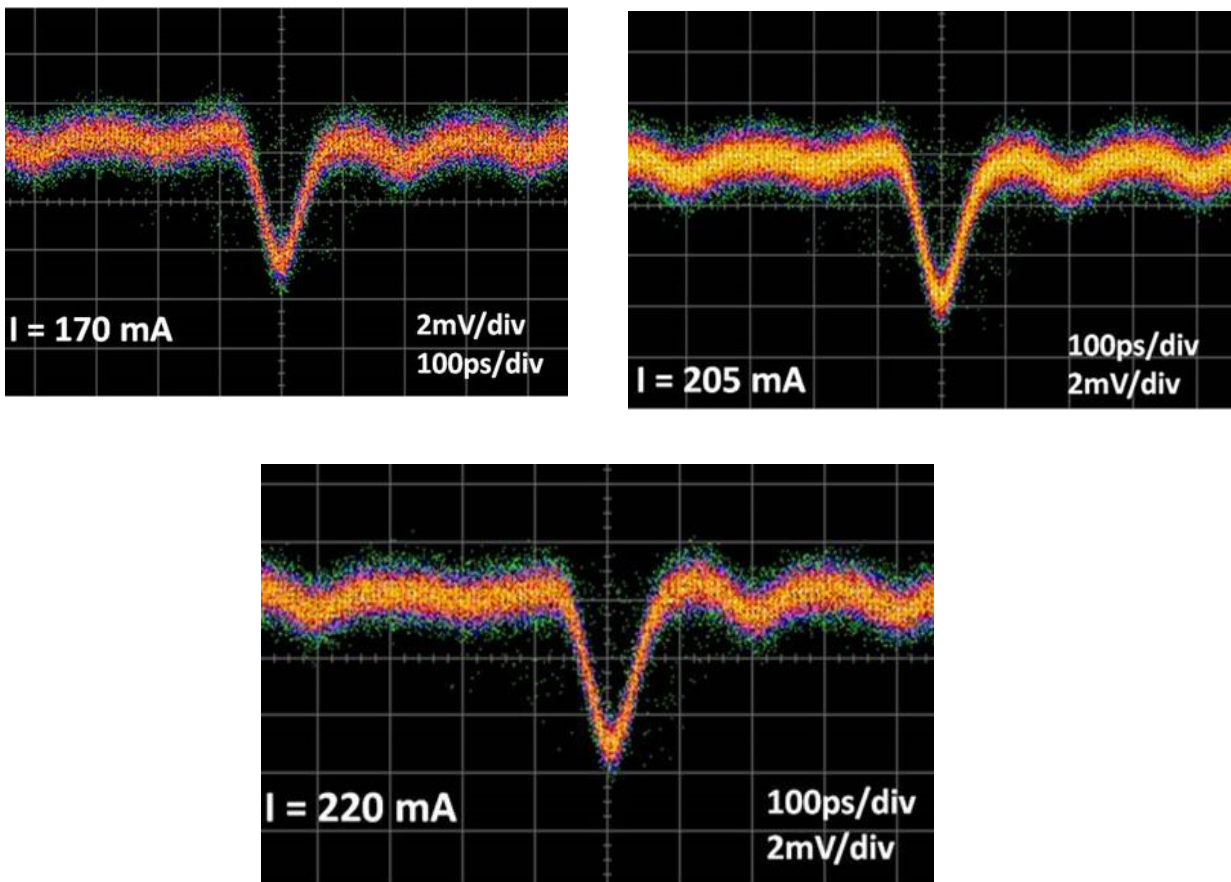 I = 170 mA
2mV/div
100ps/div
100ps/div
I = 205 mA
2mV/div
100ps/div
I = 220 mA
2mV/div